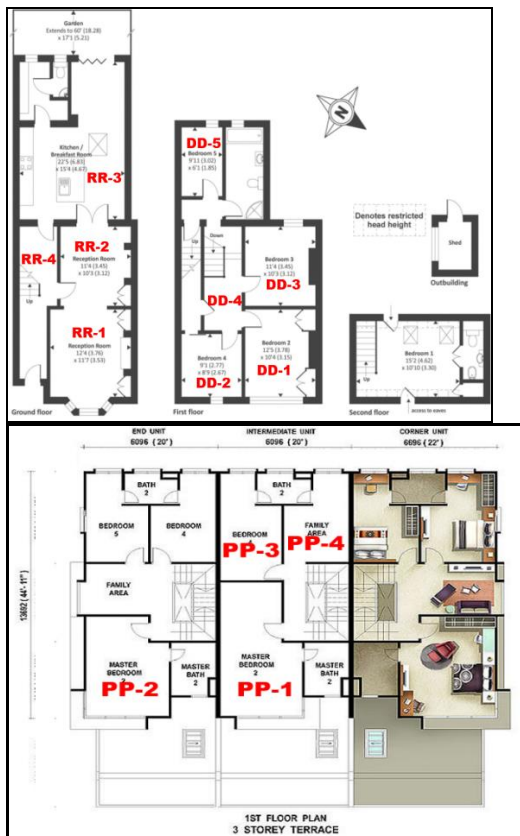 Garden
Extends to 60' (18.28)
x 17'1 (5.21)
Kitchen /
Breakfast Room
22'5 (6.83)
x 15'4 (4.67)
RR-3
RR-4
RR-2
Reception Room
11'4 (3.45)
x 10'3 (3.12)
Up
RR-1
Reception Room
12'4 (3.76)
x 11'7 (3.53)
Ground floor
DD-5
Bedroom 5
9'11 (3.02)
x 6'1 (1.85)
Up
Down
Bedroom 3
11'4 (3.45)
x 10'3 (3.12)
DD-3
DD-4
Bedroom 4
9'1 (2.77)
x 8'9 (2.67)
DD-2
Bedroom 2
12'5 (3.78)
x 10'4 (3.15)
DD-1
First floor
N
Denotes restricted
head height
Shed
Outbuilding
Bedroom 1
15'2 (4.62)
x 10'10 (3.30)
Up
Second floor
access to eaves
END UNIT
6096 (20')
INTERMEDIATE UNIT
6096 (20')
CORNER UNIT
6696 (22')
13692 (44'-11")
BATH
2
BEDROOM
5
BEDROOM
4
FAMILY
AREA
MASTER
BEDROOM
2
PP-2
MASTER
BATH
2
BATH
2
BEDROOM
PP-3
FAMILY
AREA
PP-4
MASTER
BEDROOM
2
PP-1
MASTER
BATH
2
1ST FLOOR PLAN
3 STOREY TERRACE